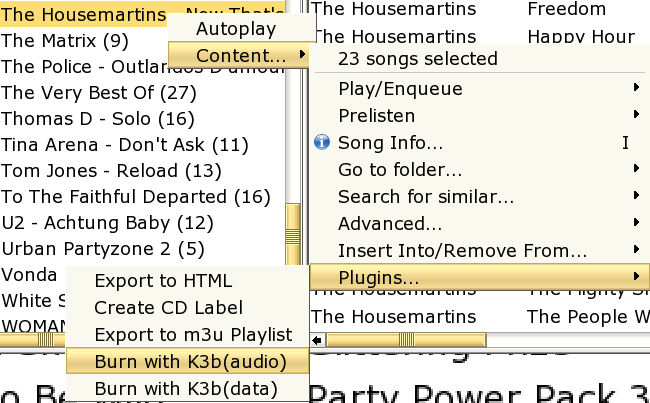 The Housemartins - Now That's
The Matrix (9)
The Police - Outlandos D'amour
The Very Best Of (27)
Thomas D - Solo (16)
Tina Arena - Don't Ask (11)
Tom Jones - Reload (13)
To The Faithful Departed (16)
U2 - Achtung Baby (12)
Urban Partyzone 2 (5)
Vonda
White S
WOMAN
Autoplay
Content...
The Housemartins Freedom
The Housemartins Happy Hour
23 songs selected
Play/Enqueue
Prelisten
Song Info... I
Go to folder...
Search for similar...
Advanced...
Insert Into/Remove From...
Plugins...
Export to HTML
Create CD Label
Export to m3u Playlist
Burn with K3b(audio)
Burn with K3b(data)
The Housemartins The Mighty S
The Housemartins The People W
Party Power Pack 3